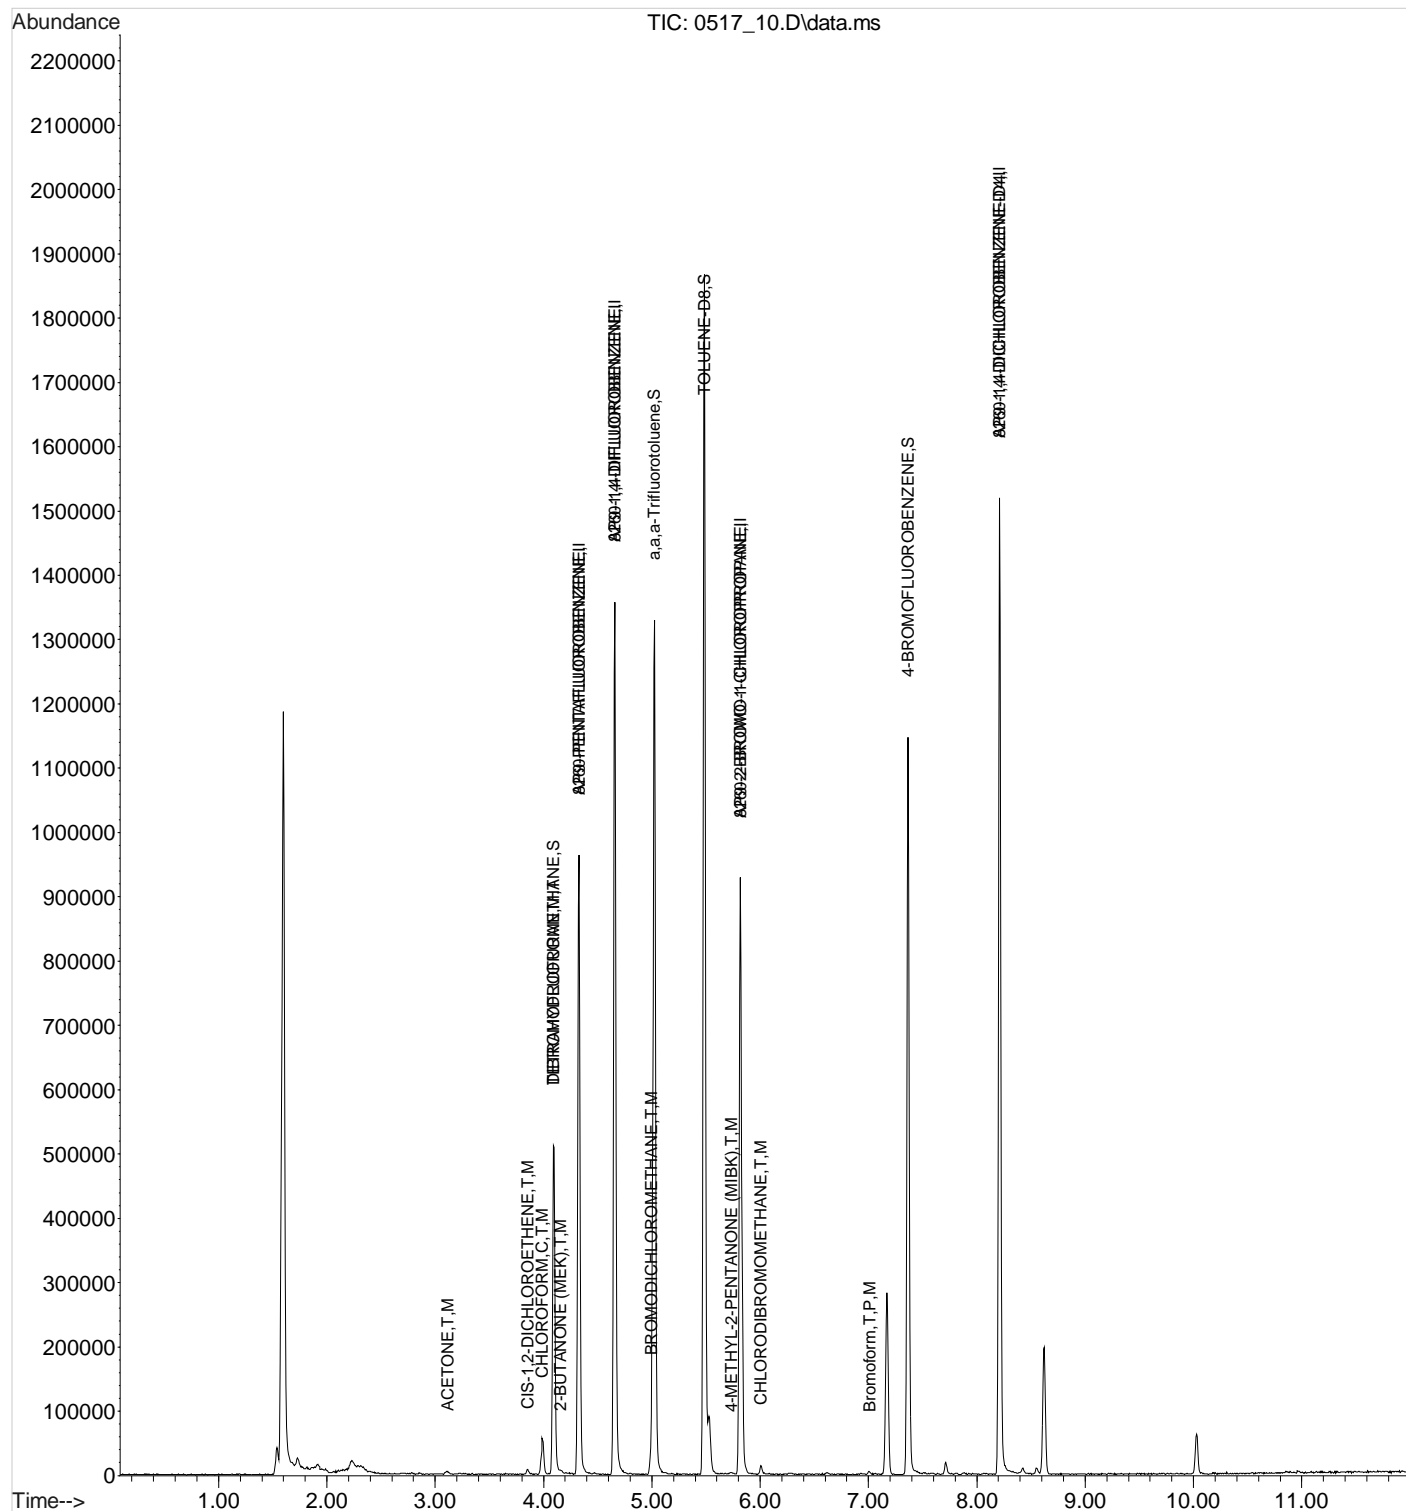 Abundance
TIC: 0517_10.D\data.ms
2200000
2100000
2000000
1900000
1800000
1700000
1600000
1500000
1400000
1300000
1200000
1100000
1000000
900000
800000
700000
600000
500000
400000
300000
200000
100000
0
Time-->
1.00
2.00
3.00
4.00
5.00
6.00
7.00
8.00
9.00
10.00
11.00
ACETONE,T,M
CIS-1,2-DICHLOROETHENE,T,M
CHLOROFORM,C,T,M
2-BUTANONE (MEK),T,M
BROMODICHLOROMETHANE,T,M
a,a,a-Trifluorotoluene,S
TOLUENE-D8,S
4-METHYL-2-PENTANONE (MIBK),T,M
CHLORODIBROMOMETHANE,T,M
Bromoform,T,P,M
4-BROMOFLUOROBENZENE,S